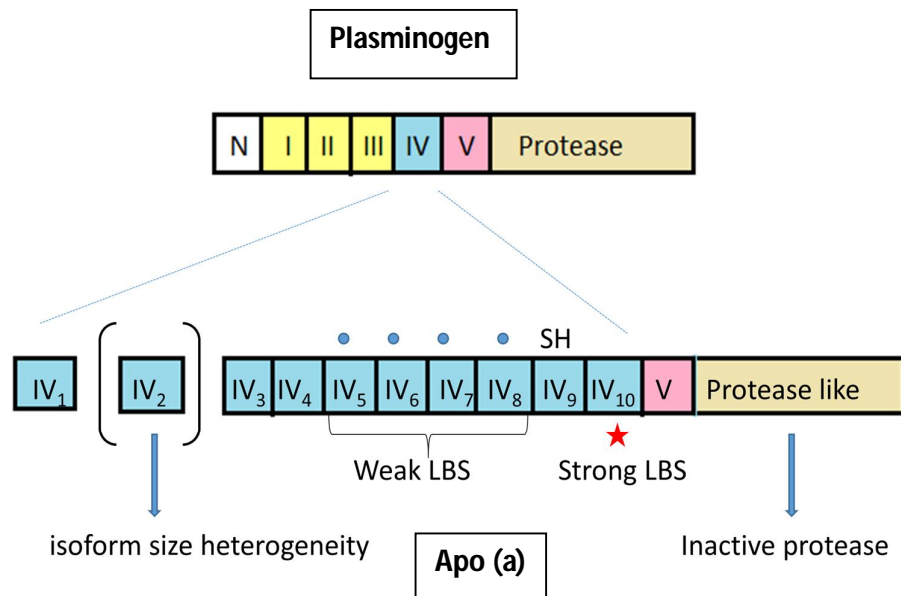 Plasminogen
N I II III IV V Protease
SH
IV₁ IV₂ IV₃ IV₄ IV₅ IV₆ IV₇ IV₈ IV₉ IV₁₀ V Protease like
Weak LBS Strong LBS
isoform size heterogeneity Inactive protease
Apo (a)